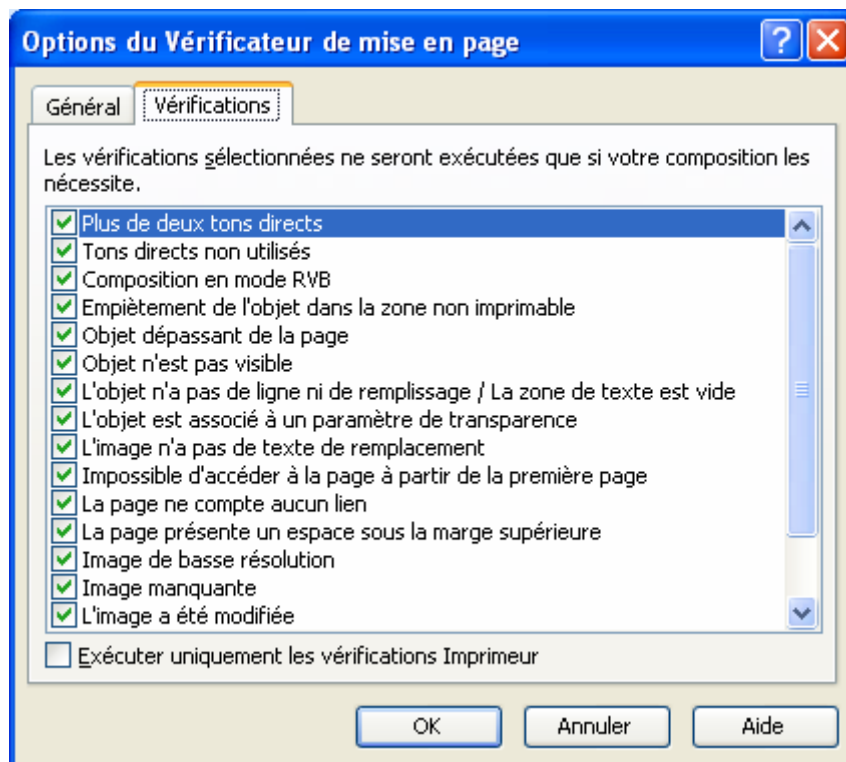 Options du Vérificateur de mise en page
Général
Vérifications
Les vérifications sélectionnées ne seront exécutées que si votre composition les
nécessite.
Plus de deux tons directs
Tons directs non utilisés
Composition en mode RVB
Empiètement de l'objet dans la zone non imprimable
Objet dépassant de la page
Objet n'est pas visible
L'objet n'a pas de ligne ni de remplissage / La zone de texte est vide
L'objet est associé à un paramètre de transparence
L'image n'a pas de texte de remplacement
Impossible d'accéder à la page à partir de la première page
La page ne compte aucun lien
La page présente un espace sous la marge supérieure
Image de basse résolution
Image manquante
L'image a été modifiée
Exécuter uniquement les vérifications Imprimeur
OK
Annuler
Aide